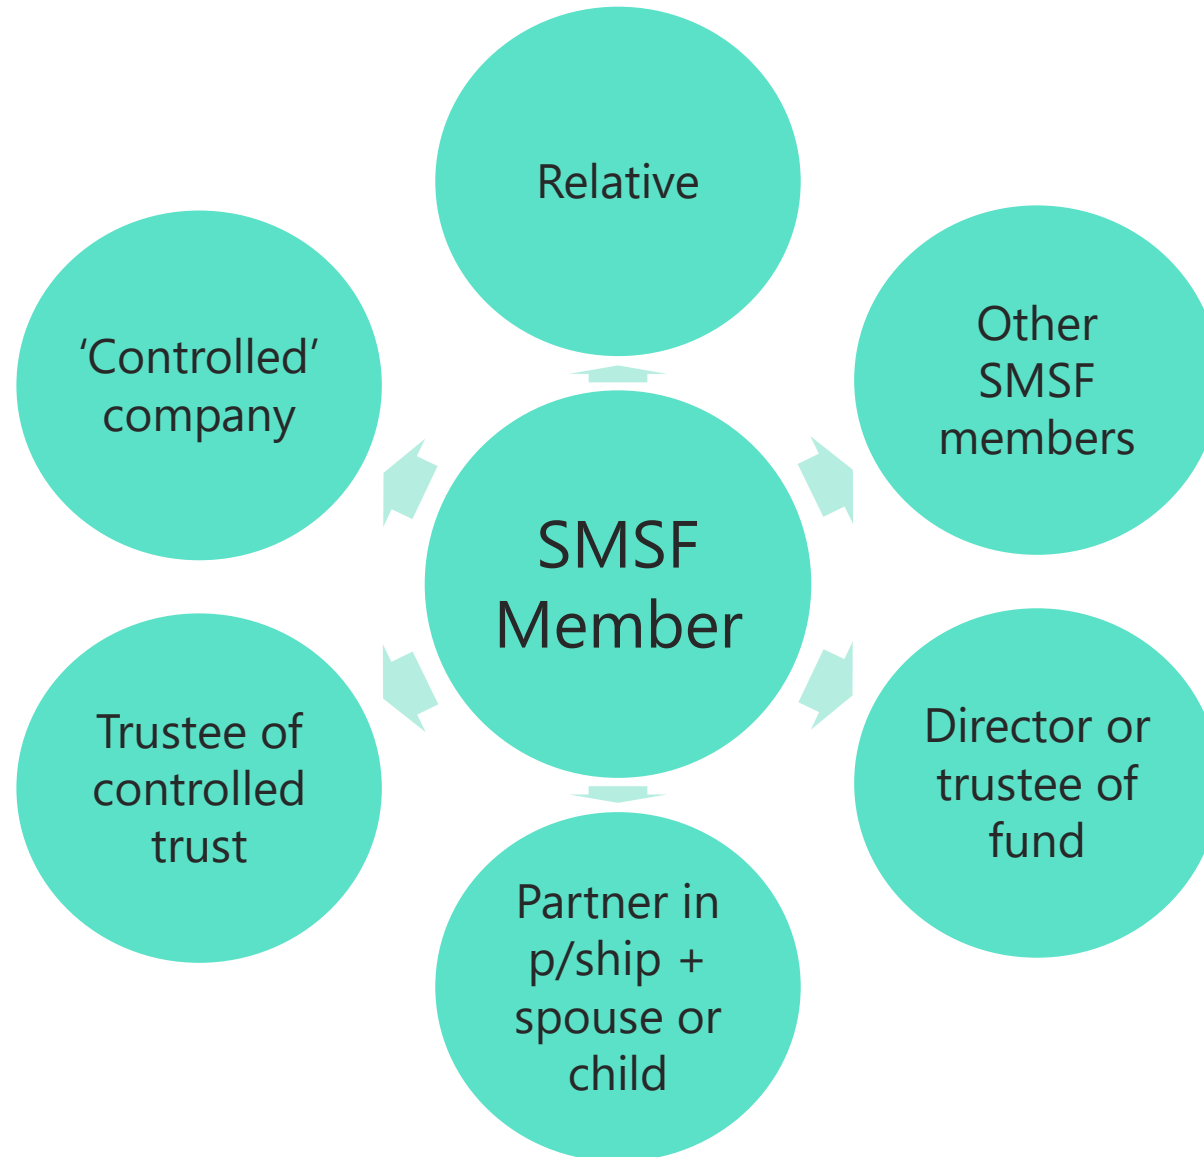 Relative
Other
SMSF
members
‘Controlled’
company
SMSF
Member
Director or
trustee of
fund
Trustee of
controlled
trust
Partner in
p/ship +
spouse or
child